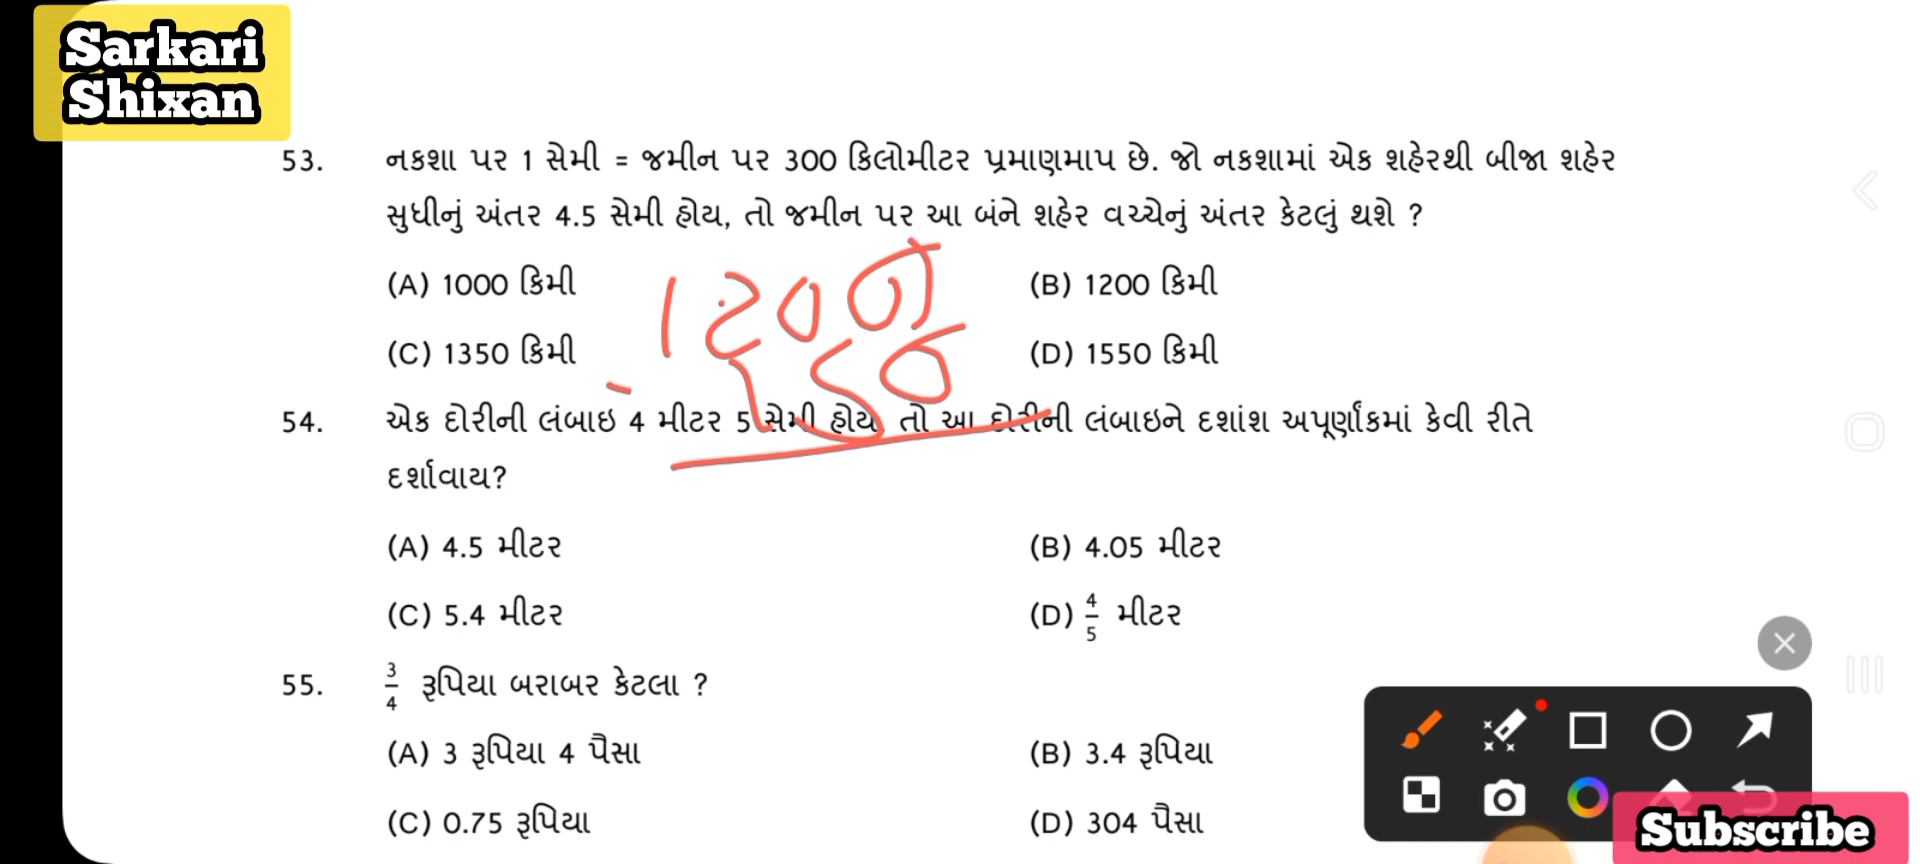 Sarkari
Shixan
53. નકશા પર 1 સેમી = જમીન પર 300 કિલોમીટર પ્રમાણમાપ છે. જો નકશામાં એક શહેરથી બીજા શહેર
સુધીનું અંતર 4.5 સેમી હોય, તો જમીન પર આ બંને શહેર વચ્ચેનું અંતર કેટલું થશે ?
(A) 1000 કિમી (B) 1200 કિમી
(C) 1350 કિમી (D) 1550 કિમી
1200
- 150
54. એક દોરીની લંબાઇ 4 મીટર 5 સેમી હોય, તો આ દોરીની લંબાઇને દશાંશ અપૂર્ણાંકમાં કેવી રીતે
દર્શાવાય?
(A) 4.5 મીટર (B) 4.05 મીટર
(C) 5.4 મીટર (D) 4/5 મીટર
55. 3/4 રૂપિયા બરાબર કેટલા ?
(A) 3 રૂપિયા 4 પૈસા (B) 3.4 રૂપિયા
(C) 0.75 રૂપિયા (D) 304 પૈસા
Subscribe